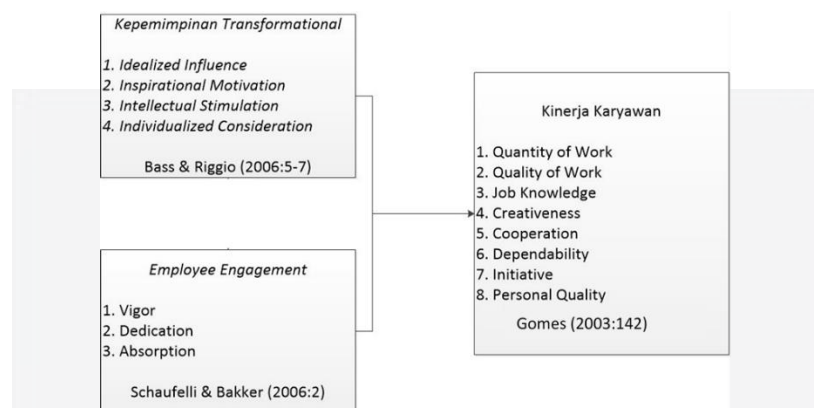 Kepemimpinan Transformational
1. Idealized Influence
2. Inspirational Motivation
3. Intellectual Stimulation
4. Individualized Consideration
Bass & Riggio (2006:5-7)
Employee Engagement
1. Vigor
2. Dedication
3. Absorption
Schaufelli & Bakker (2006:2)
Kinerja Karyawan
1. Quantity of Work
2. Quality of Work
3. Job Knowledge
4. Creativeness
5. Cooperation
6. Dependability
7. Initiative
8. Personal Quality
Gomes (2003:142)